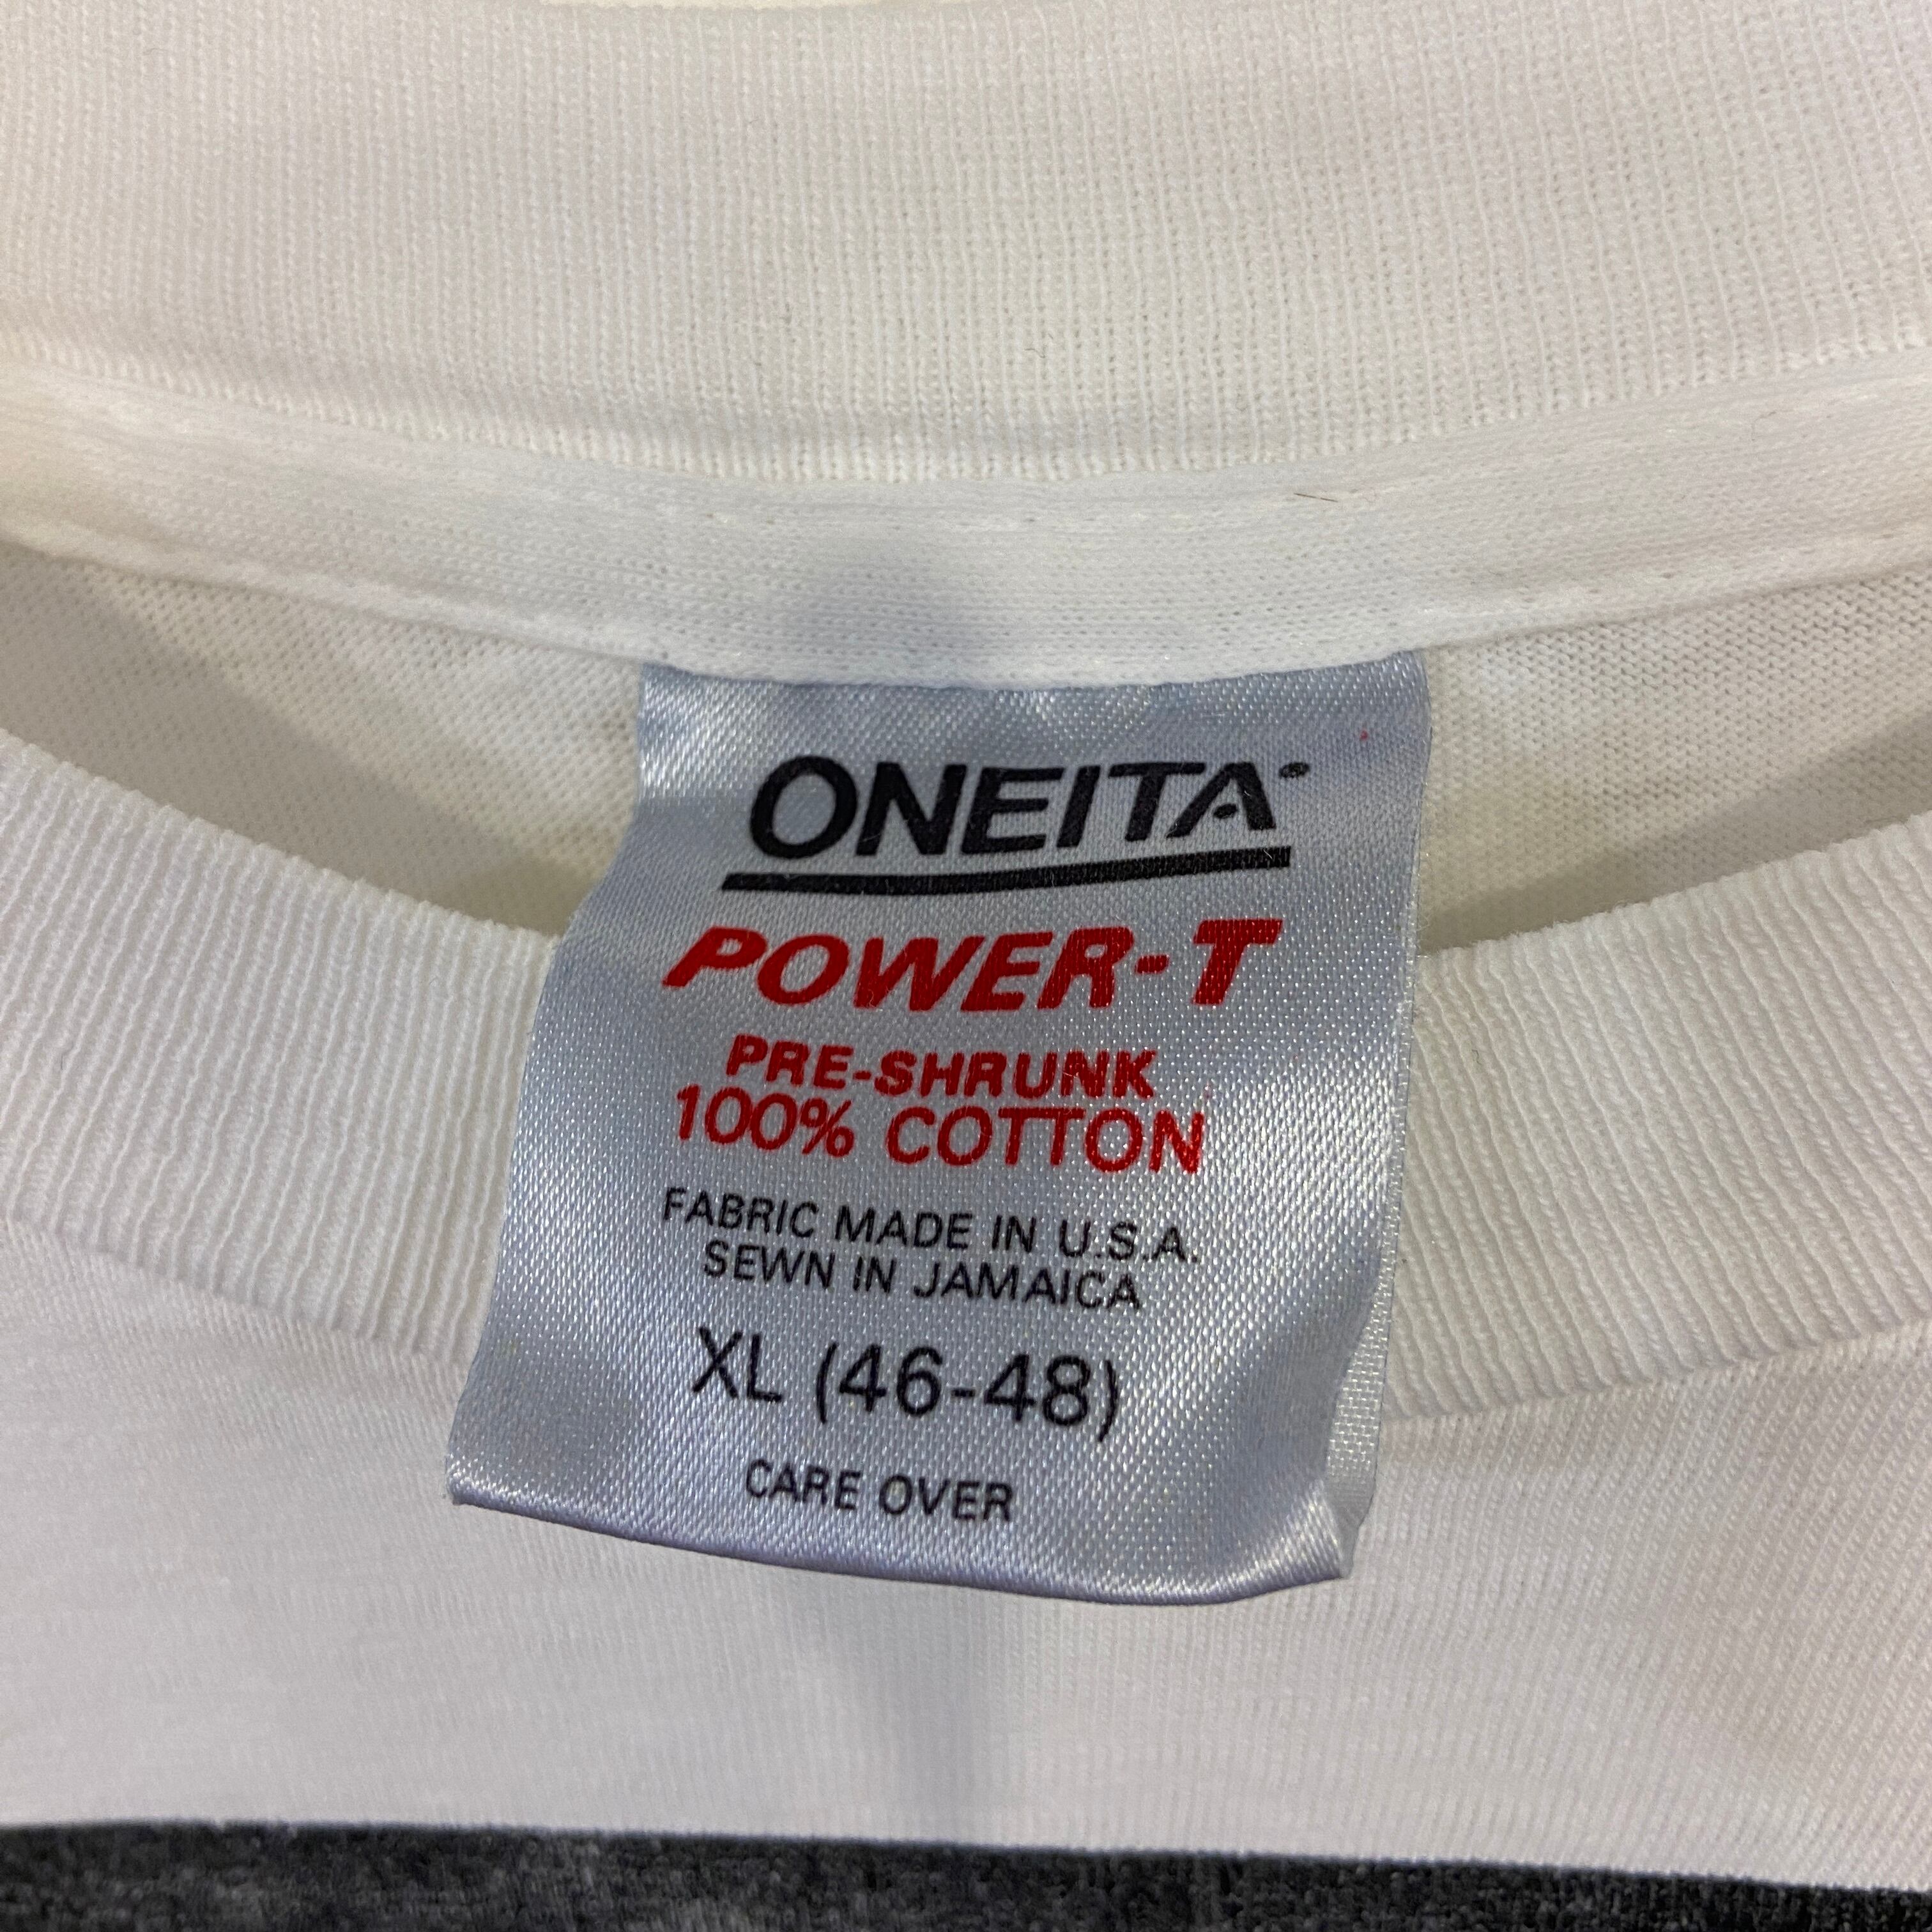 ONEITA
POWER-T
PRE-SHRUNK
100% COTTON
FABRIC MADE IN U.S.A.
SEWN IN JAMAICA
XL (46-48)
CARE OVER